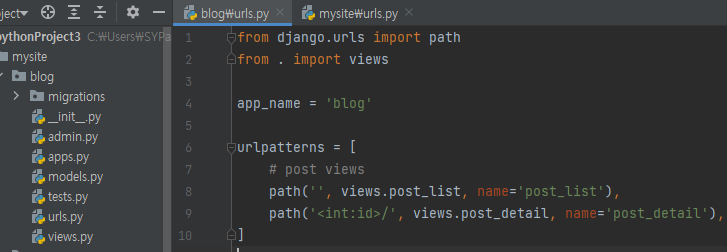 ject
blog₩urls.py
mysite₩urls.py
pythonProject3 C:₩Users₩SYPa
mysite
blog
migrations
__init__.py
admin.py
apps.py
models.py
tests.py
urls.py
views.py
1 from django.urls import path
2 from . import views
3
4 app_name = 'blog'
5
6 urlpatterns = [
7 # post views
8 path('', views.post_list, name='post_list'),
9 path('<int:id>/', views.post_detail, name='post_detail'),
10 ]